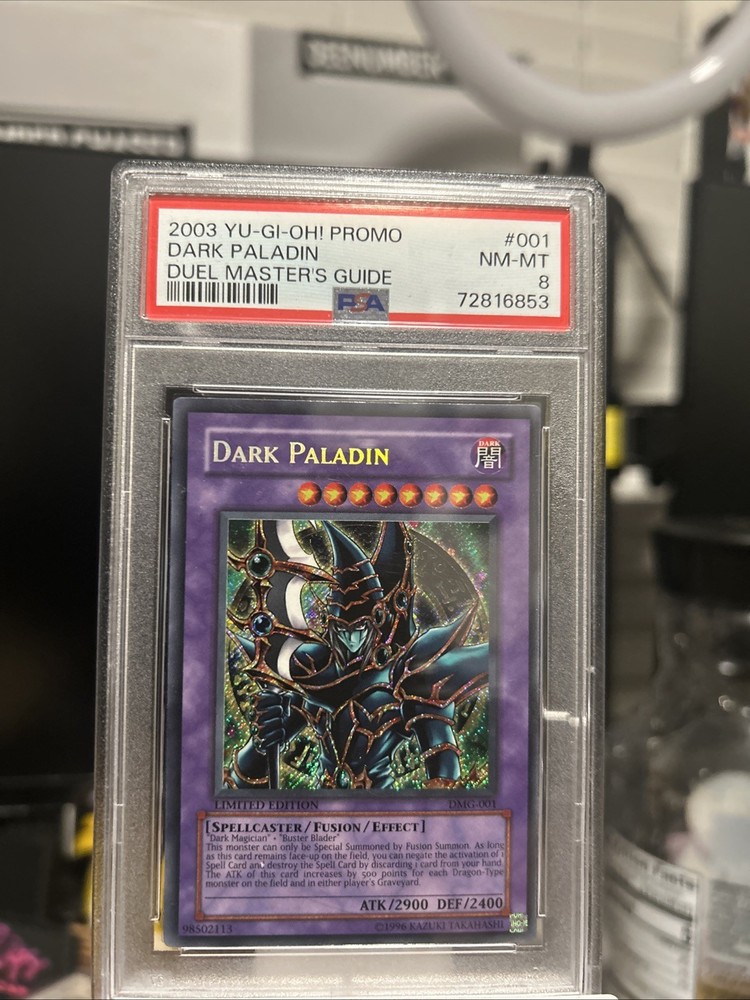 2003 YU-GI-OH! PROMO #001
DARK PALADIN NM-MT
DUEL MASTER'S GUIDE 8
PSA 72816853
DARK PALADIN
DARK
闇
LIMITED EDITION DMG-001
[SPELLCASTER/FUSION/EFFECT]
"Dark Magician" + "Buster Blader"
This monster can only be Special Summoned by Fusion Summon. As long
as this card remains face-up on the field, you can negate the activation of 1
Spell Card and destroy the Spell Card by discarding 1 card from your hand.
The ATK of this card increases by 500 points for each Dragon-Type
monster on the field and in either player's Graveyard.
ATK/2900 DEF/2400
98502113 ©1996 KAZUKI TAKAHASHI